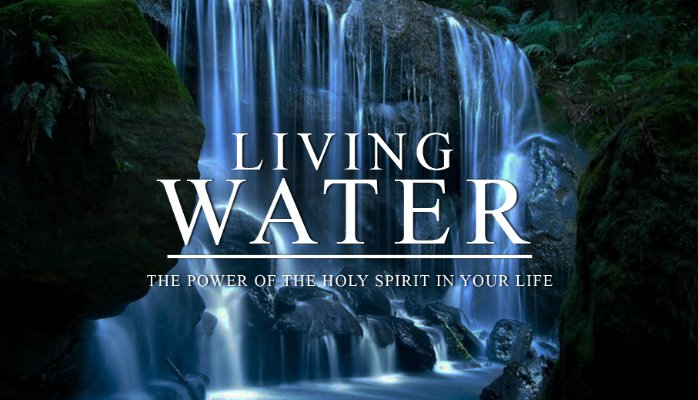 LIVING
WATER
THE POWER OF THE HOLY SPIRIT IN YOUR LIFE